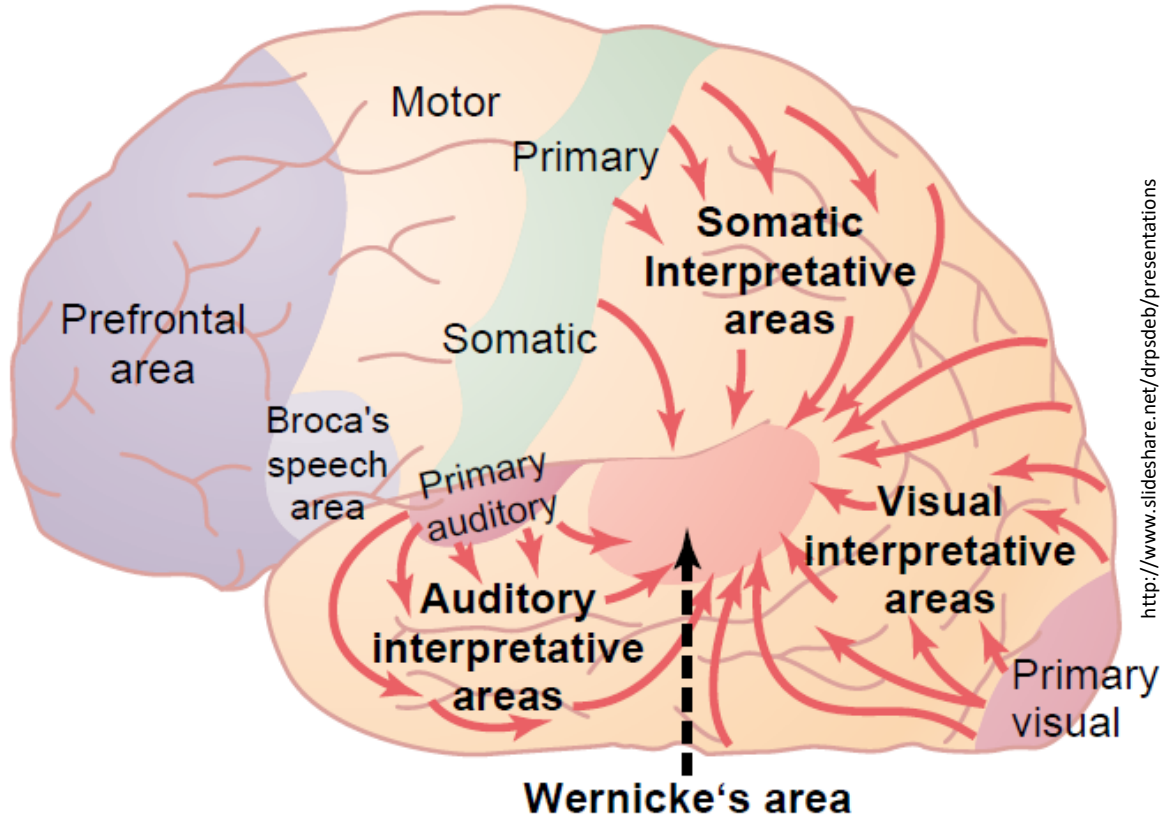 Motor
Primary
Somatic
Interpretative
areas
Prefrontal
area
Somatic
Broca's
speech
area
Primary
auditory
Auditory
interpretative
areas
Visual
interpretative
areas
Primary
visual
Wernicke‘s area
http://www.slideshare.net/drpsdeb/presentations